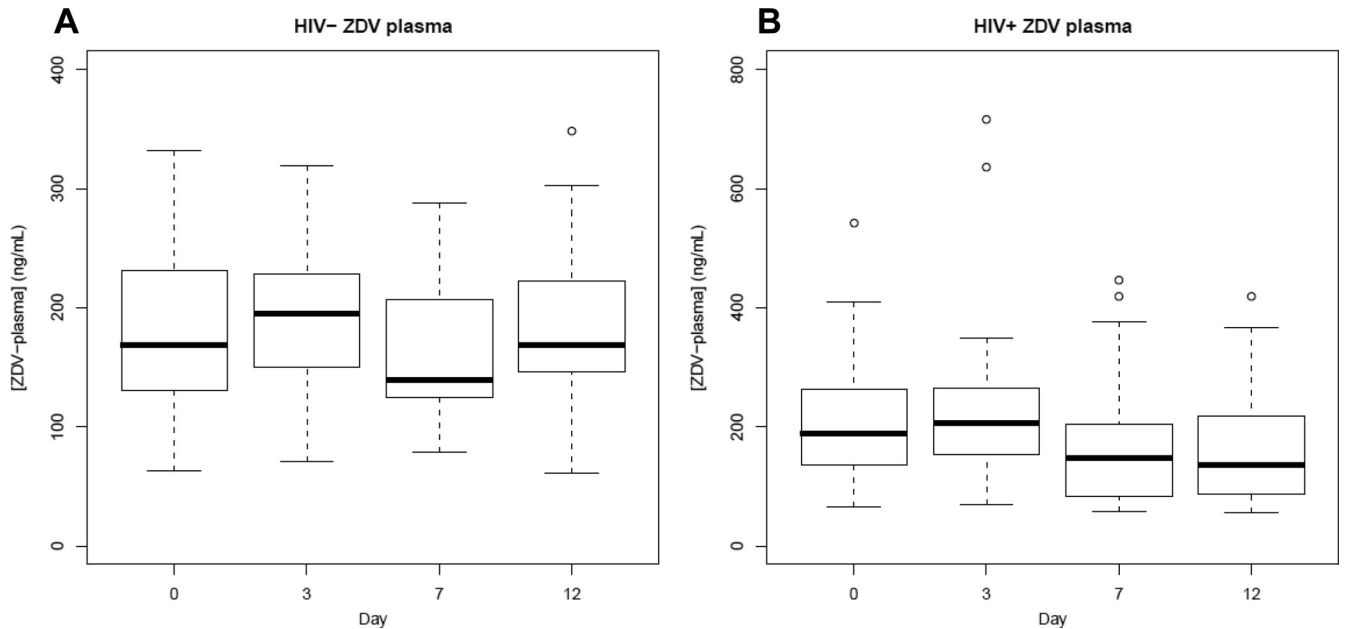 A
HIV− ZDV plasma
400
300
200
100
0
[ZDV−plasma] (ng/mL)
0 3 7 12
Day
B
HIV+ ZDV plasma
800
600
400
200
0
[ZDV−plasma] (ng/mL)
0 3 7 12
Day